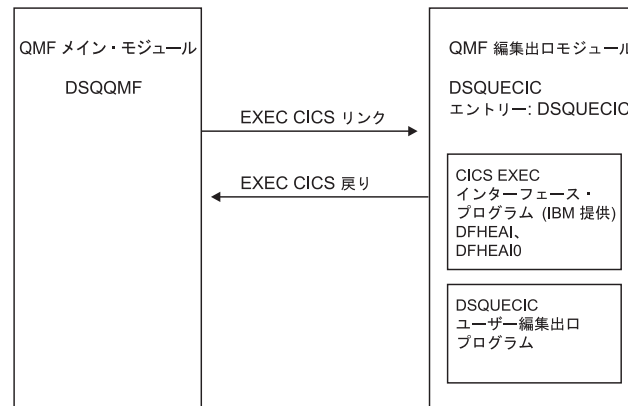 QMF メイン・モジュール
DSQQMF
EXEC CICS リンク
EXEC CICS 戻り
QMF 編集出口モジュール
DSQUECIC
エントリー: DSQUECIC
CICS EXEC
インターフェース・
プログラム (IBM 提供)
DFHEAI、
DFHEAI0
DSQUECIC
ユーザー編集出口
プログラム